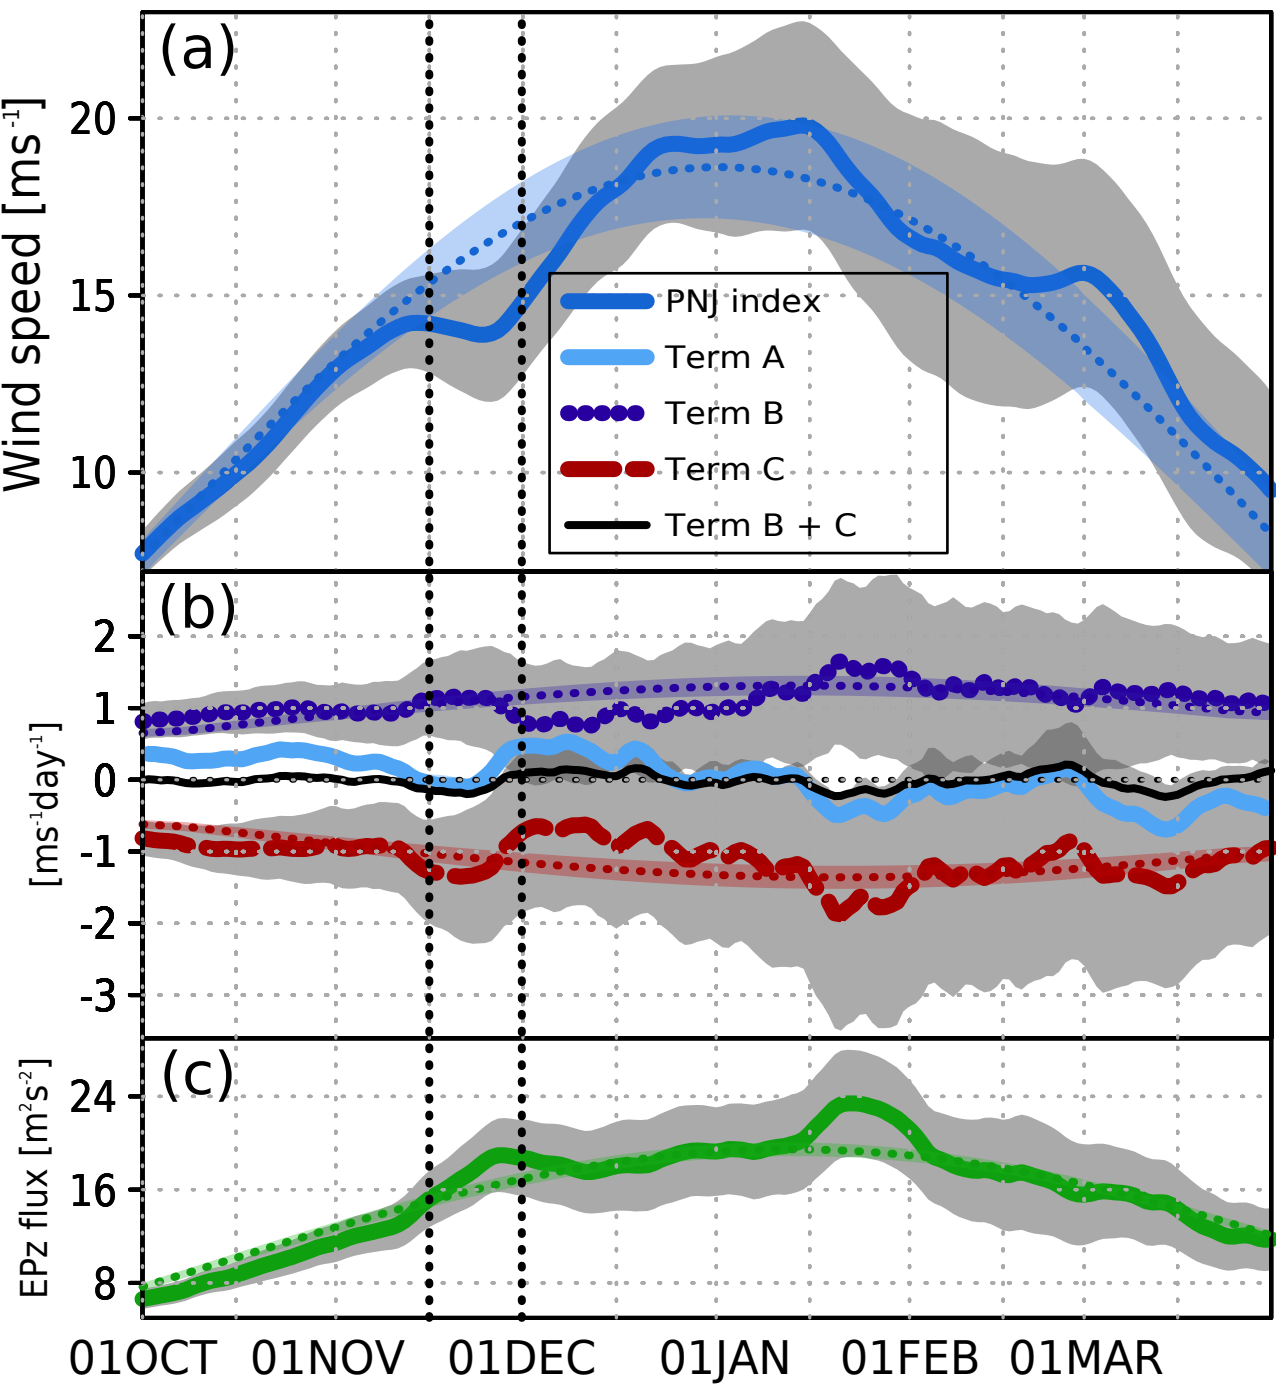 (a)
Wind speed [ms⁻¹]
20
15
10
PNJ index
Term A
Term B
Term C
Term B + C
(b)
[ms⁻¹day⁻¹]
2
1
0
-1
-2
-3
(c)
EPz flux [m²s⁻²]
24
16
8
01OCT 01NOV 01DEC 01JAN 01FEB 01MAR